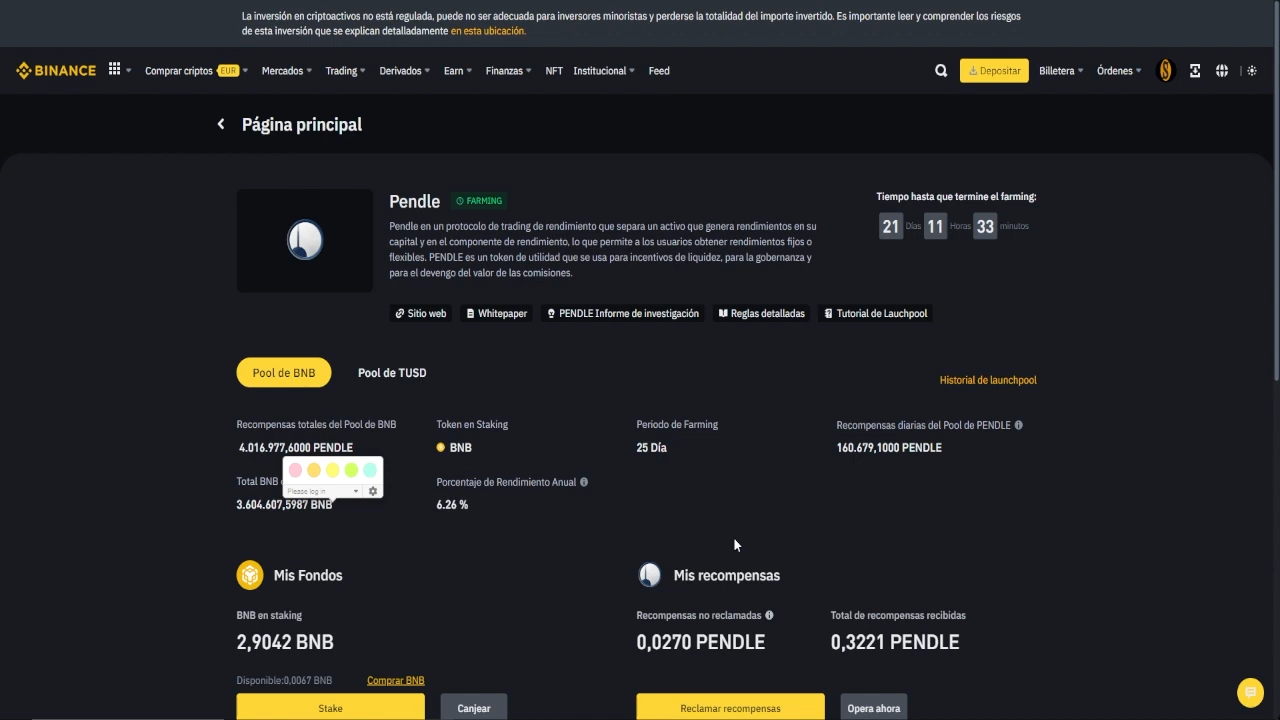 La inversión en criptoactivos no está regulada, puede no ser adecuada para inversores minoristas y perderse la totalidad del importe invertido. Es importante leer y comprender los riesgos
de esta inversión que se explican detalladamente en esta ubicación.
BINANCE Comprar criptos EUR Mercados Trading Derivados Earn Finanzas NFT Institucional Feed Depositar Billetera Órdenes
Página principal
Pendle FARMING
Pendle en un protocolo de trading de rendimiento que separa un activo que genera rendimientos en su
capital y en el componente de rendimiento, lo que permite a los usuarios obtener rendimientos fijos o
flexibles. PENDLE es un token de utilidad que se usa para incentivos de liquidez, para la gobernanza y
para el devengo del valor de las comisiones.
Tiempo hasta que termine el farming:
21 Días 11 Horas 33 minutos
Sitio web Whitepaper PENDLE Informe de investigación Reglas detalladas Tutorial de Lauchpool
Pool de BNB Pool de TUSD
Historial de launchpool
Recompensas totales del Pool de BNB Token en Staking Periodo de Farming Recompensas diarias del Pool de PENDLE
4.016.977,6000 PENDLE BNB 25 Día 160.679,1000 PENDLE
Total BNB Porcentaje de Rendimiento Anual
Please log in
3.604.607,5987 BNB 6.26 %
Mis Fondos Mis recompensas
BNB en staking Recompensas no reclamadas Total de recompensas recibidas
2,9042 BNB 0,0270 PENDLE 0,3221 PENDLE
Disponible:0,0067 BNB Comprar BNB
Stake Canjear Reclamar recompensas Opera ahora